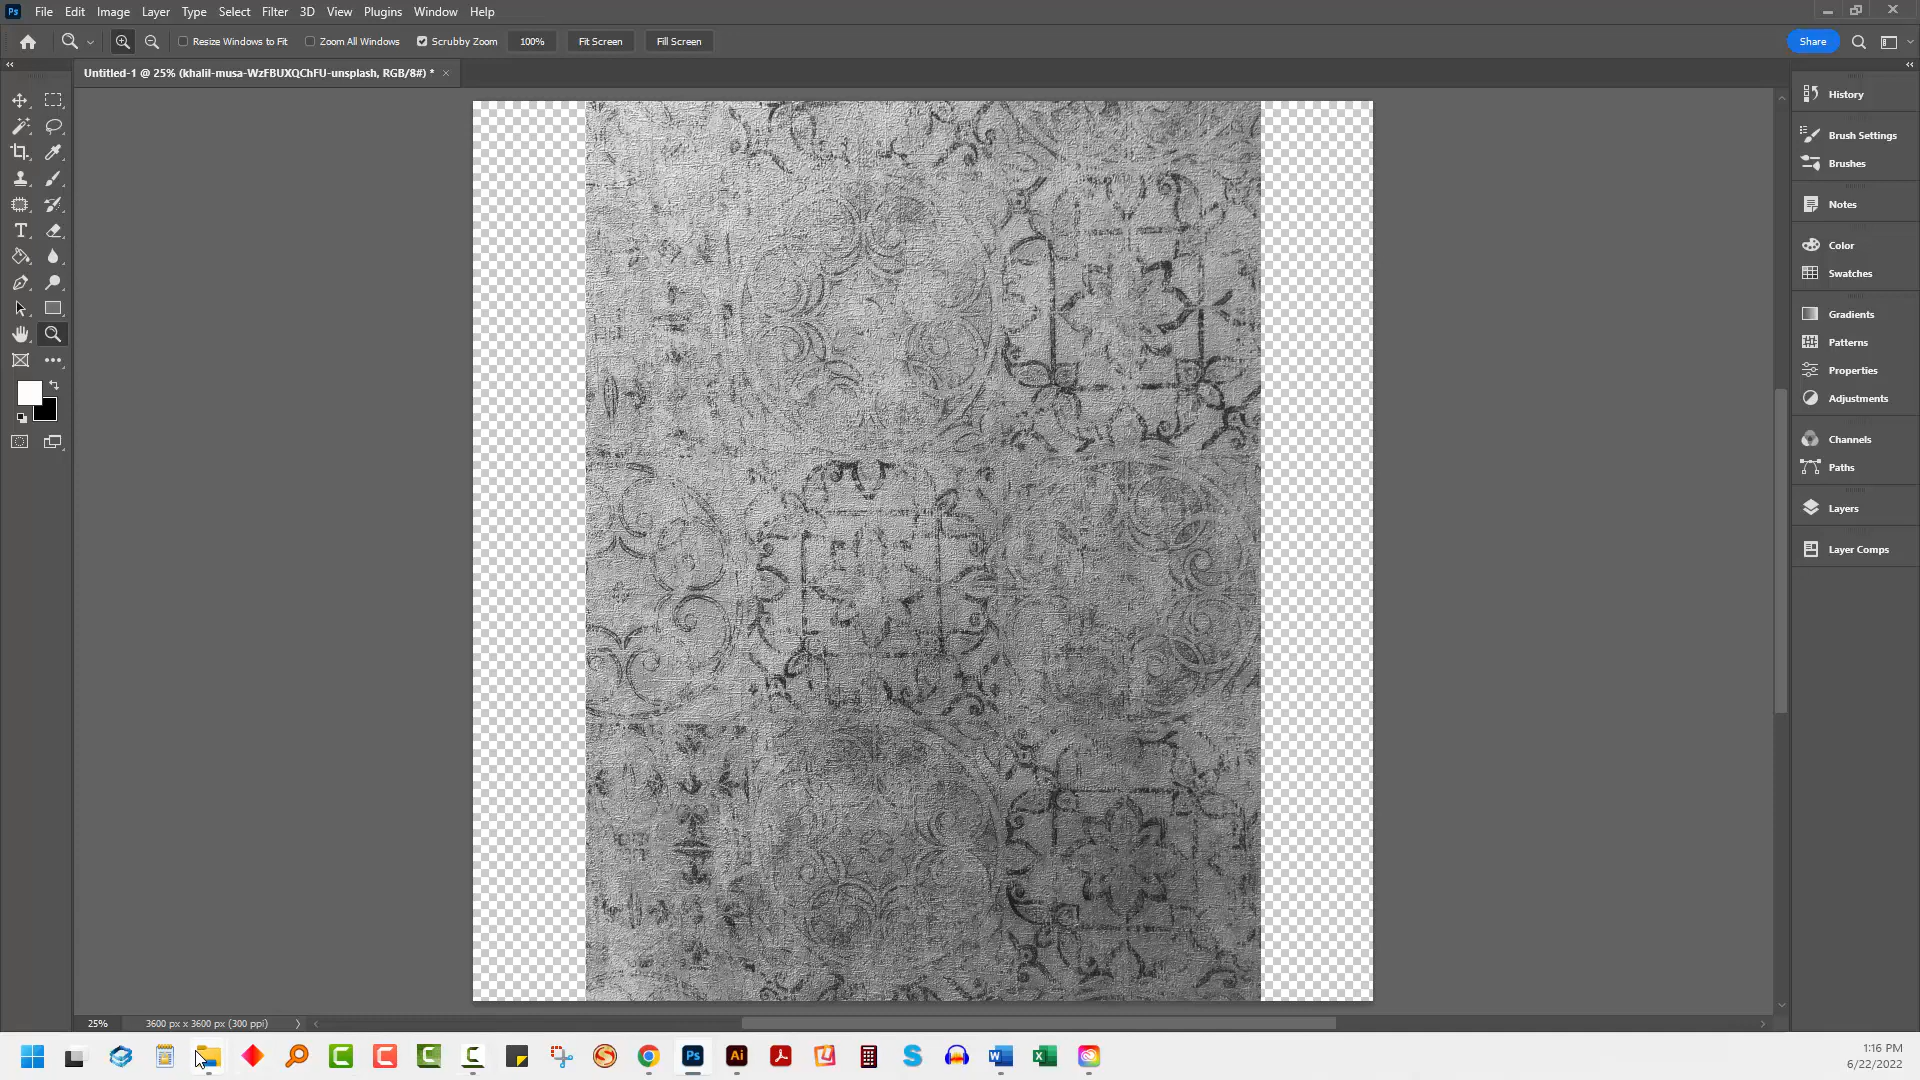 Ps File Edit Image Layer Type Select Filter 3D View Plugins Window Help
Resize Windows to Fit Zoom All Windows Scrubby Zoom 100% Fit Screen Fill Screen Share
Untitled-1 @ 25% (khalil-musa-WzFBUXQChFU-unsplash, RGB/8#) *
History
Brush Settings
Brushes
Notes
Color
Swatches
Gradients
Patterns
Properties
Adjustments
Channels
Paths
Layers
Layer Comps
25% 3600 px x 3600 px (300 ppi)
Ps Ai
1:16 PM
6/22/2022